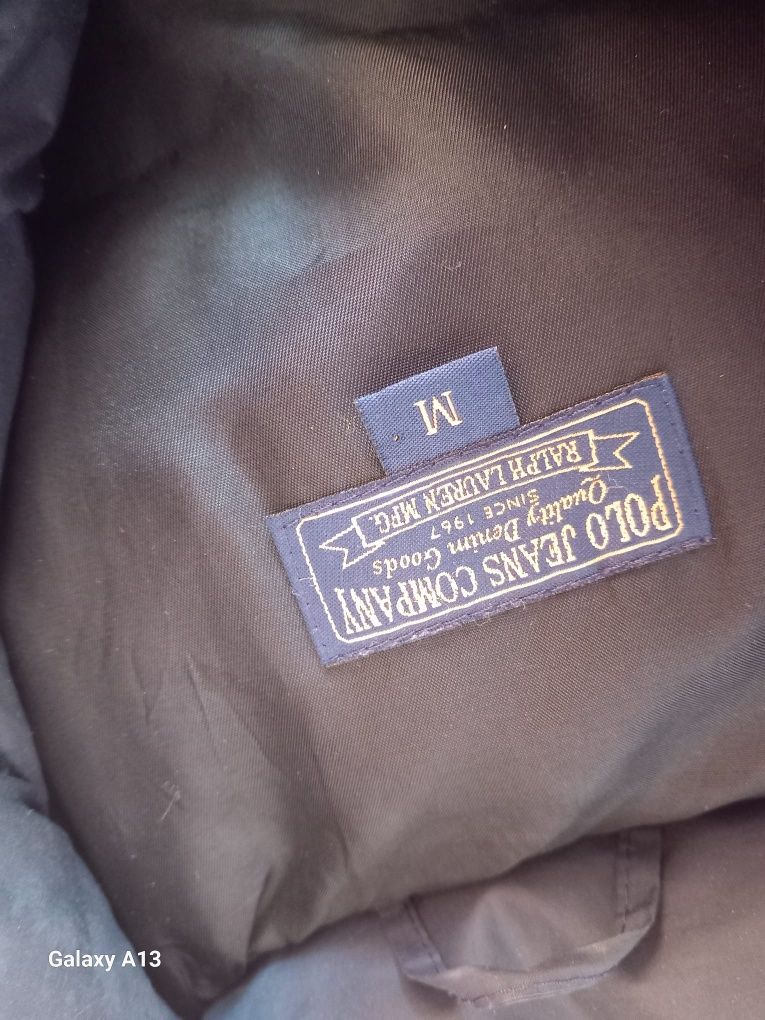 POLO JEANS COMPANY
Quality Denim Goods
SINCE 1967
RALPH LAUREN MFG.
M
Galaxy A13